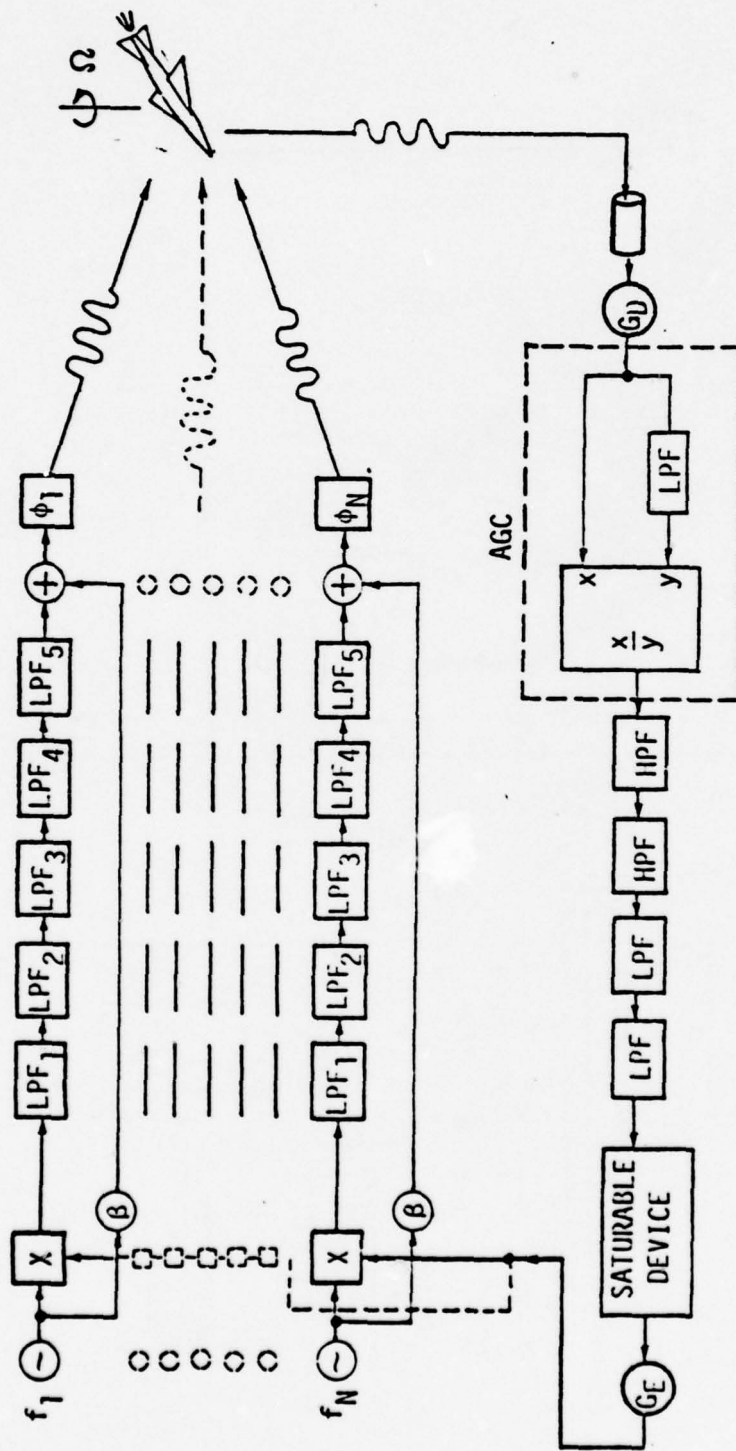 f1 ~ X LPF1 LPF2 LPF3 LPF4 LPF5 + Φ1 Ω
β
fN ~ X LPF1 LPF2 LPF3 LPF4 LPF5 + ΦN
β
AGC
GD
x
LPF
y
x/y
HPF
HPF
LPF
LPF
SATURABLE
DEVICE
GE